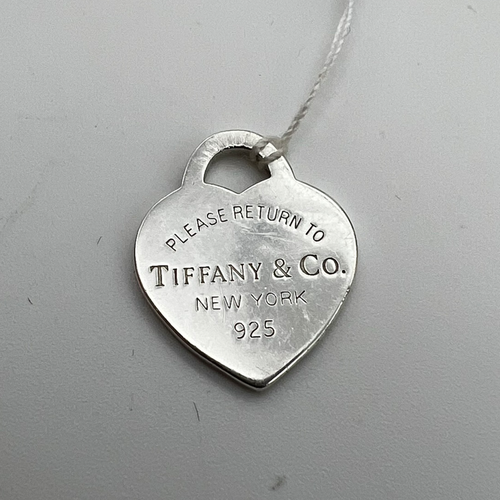 PLEASE RETURN TO
TIFFANY & CO.
NEW YORK
925